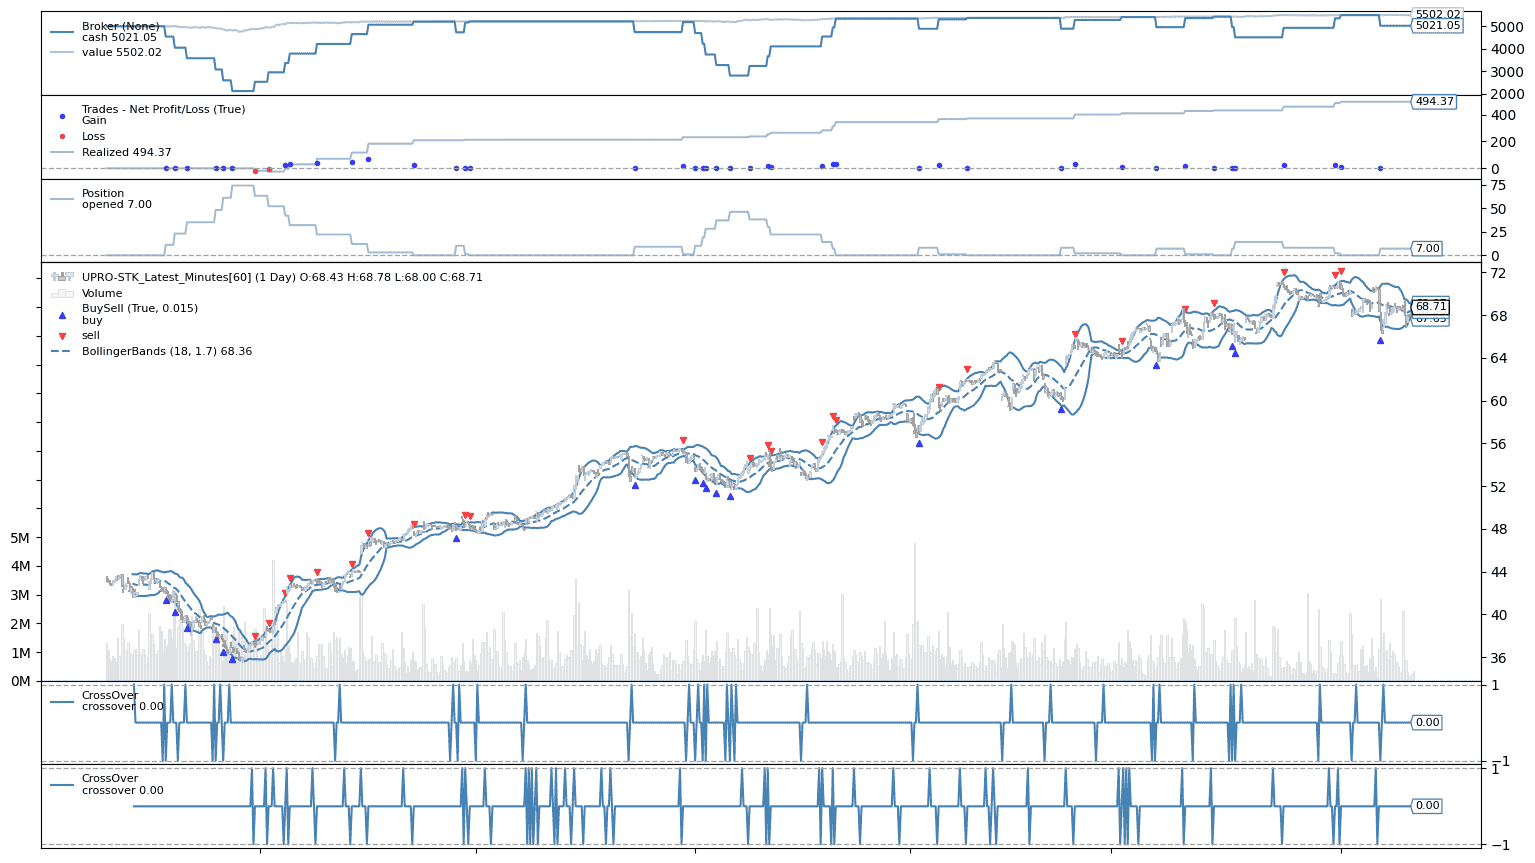 Broker (None)
cash 5021.05
value 5502.02
5502.02
5021.05
5000
4000
3000
2000
Trades - Net Profit/Loss (True)
Gain
Loss
Realized 494.37
494.37
400
200
0
Position
opened 7.00
75
50
25
0
7.00
UPRO-STK_Latest_Minutes[60] (1 Day) O:68.43 H:68.78 L:68.00 C:68.71
Volume
BuySell (True, 0.015)
buy
sell
BollingerBands (18, 1.7) 68.36
72
68
64
60
56
52
48
44
40
36
68.71
5M
4M
3M
2M
1M
0M
CrossOver
crossover 0.00
1
0.00
−1
CrossOver
crossover 0.00
1
0.00
−1